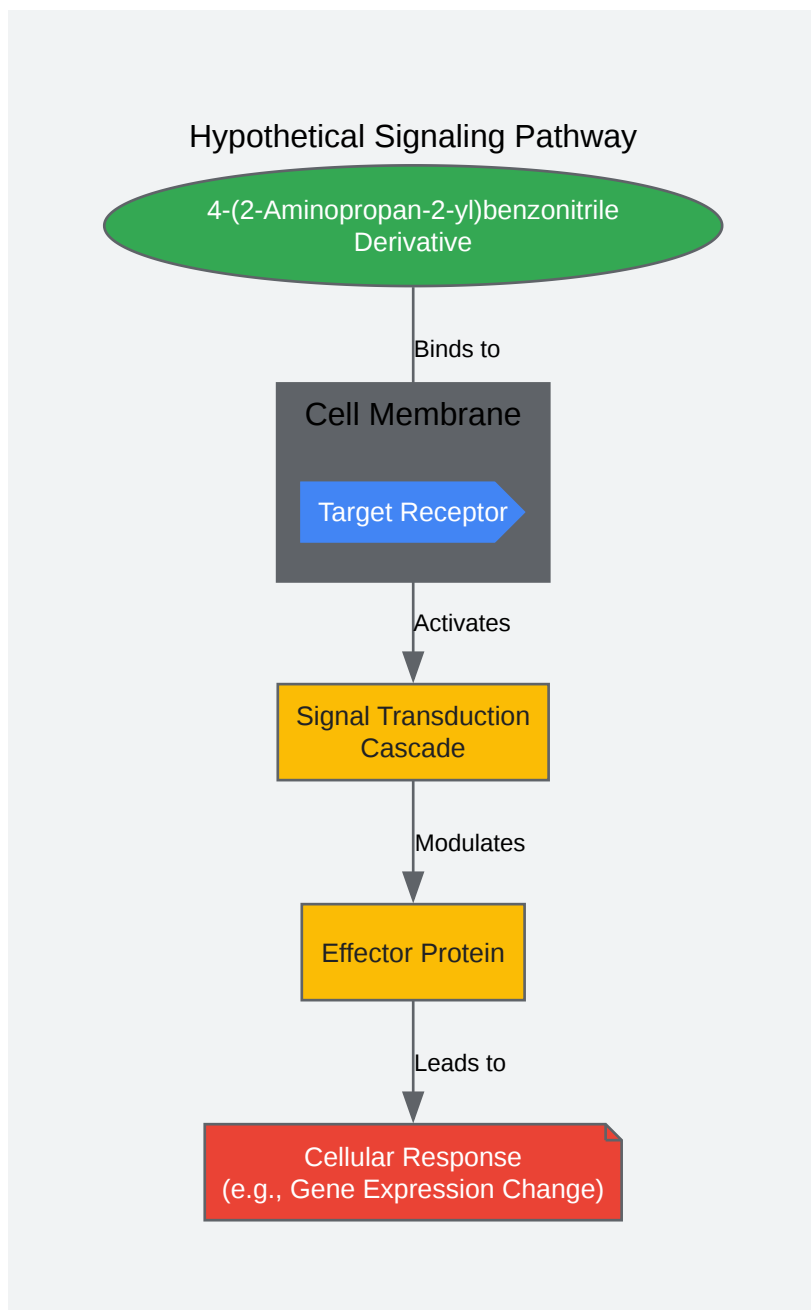 Hypothetical Signaling Pathway
4-(2-Aminopropan-2-yl)benzonitrile
Derivative
Binds to
Cell Membrane
Target Receptor
Activates
Signal Transduction
Cascade
Modulates
Effector Protein
Leads to
Cellular Response
(e.g., Gene Expression Change)